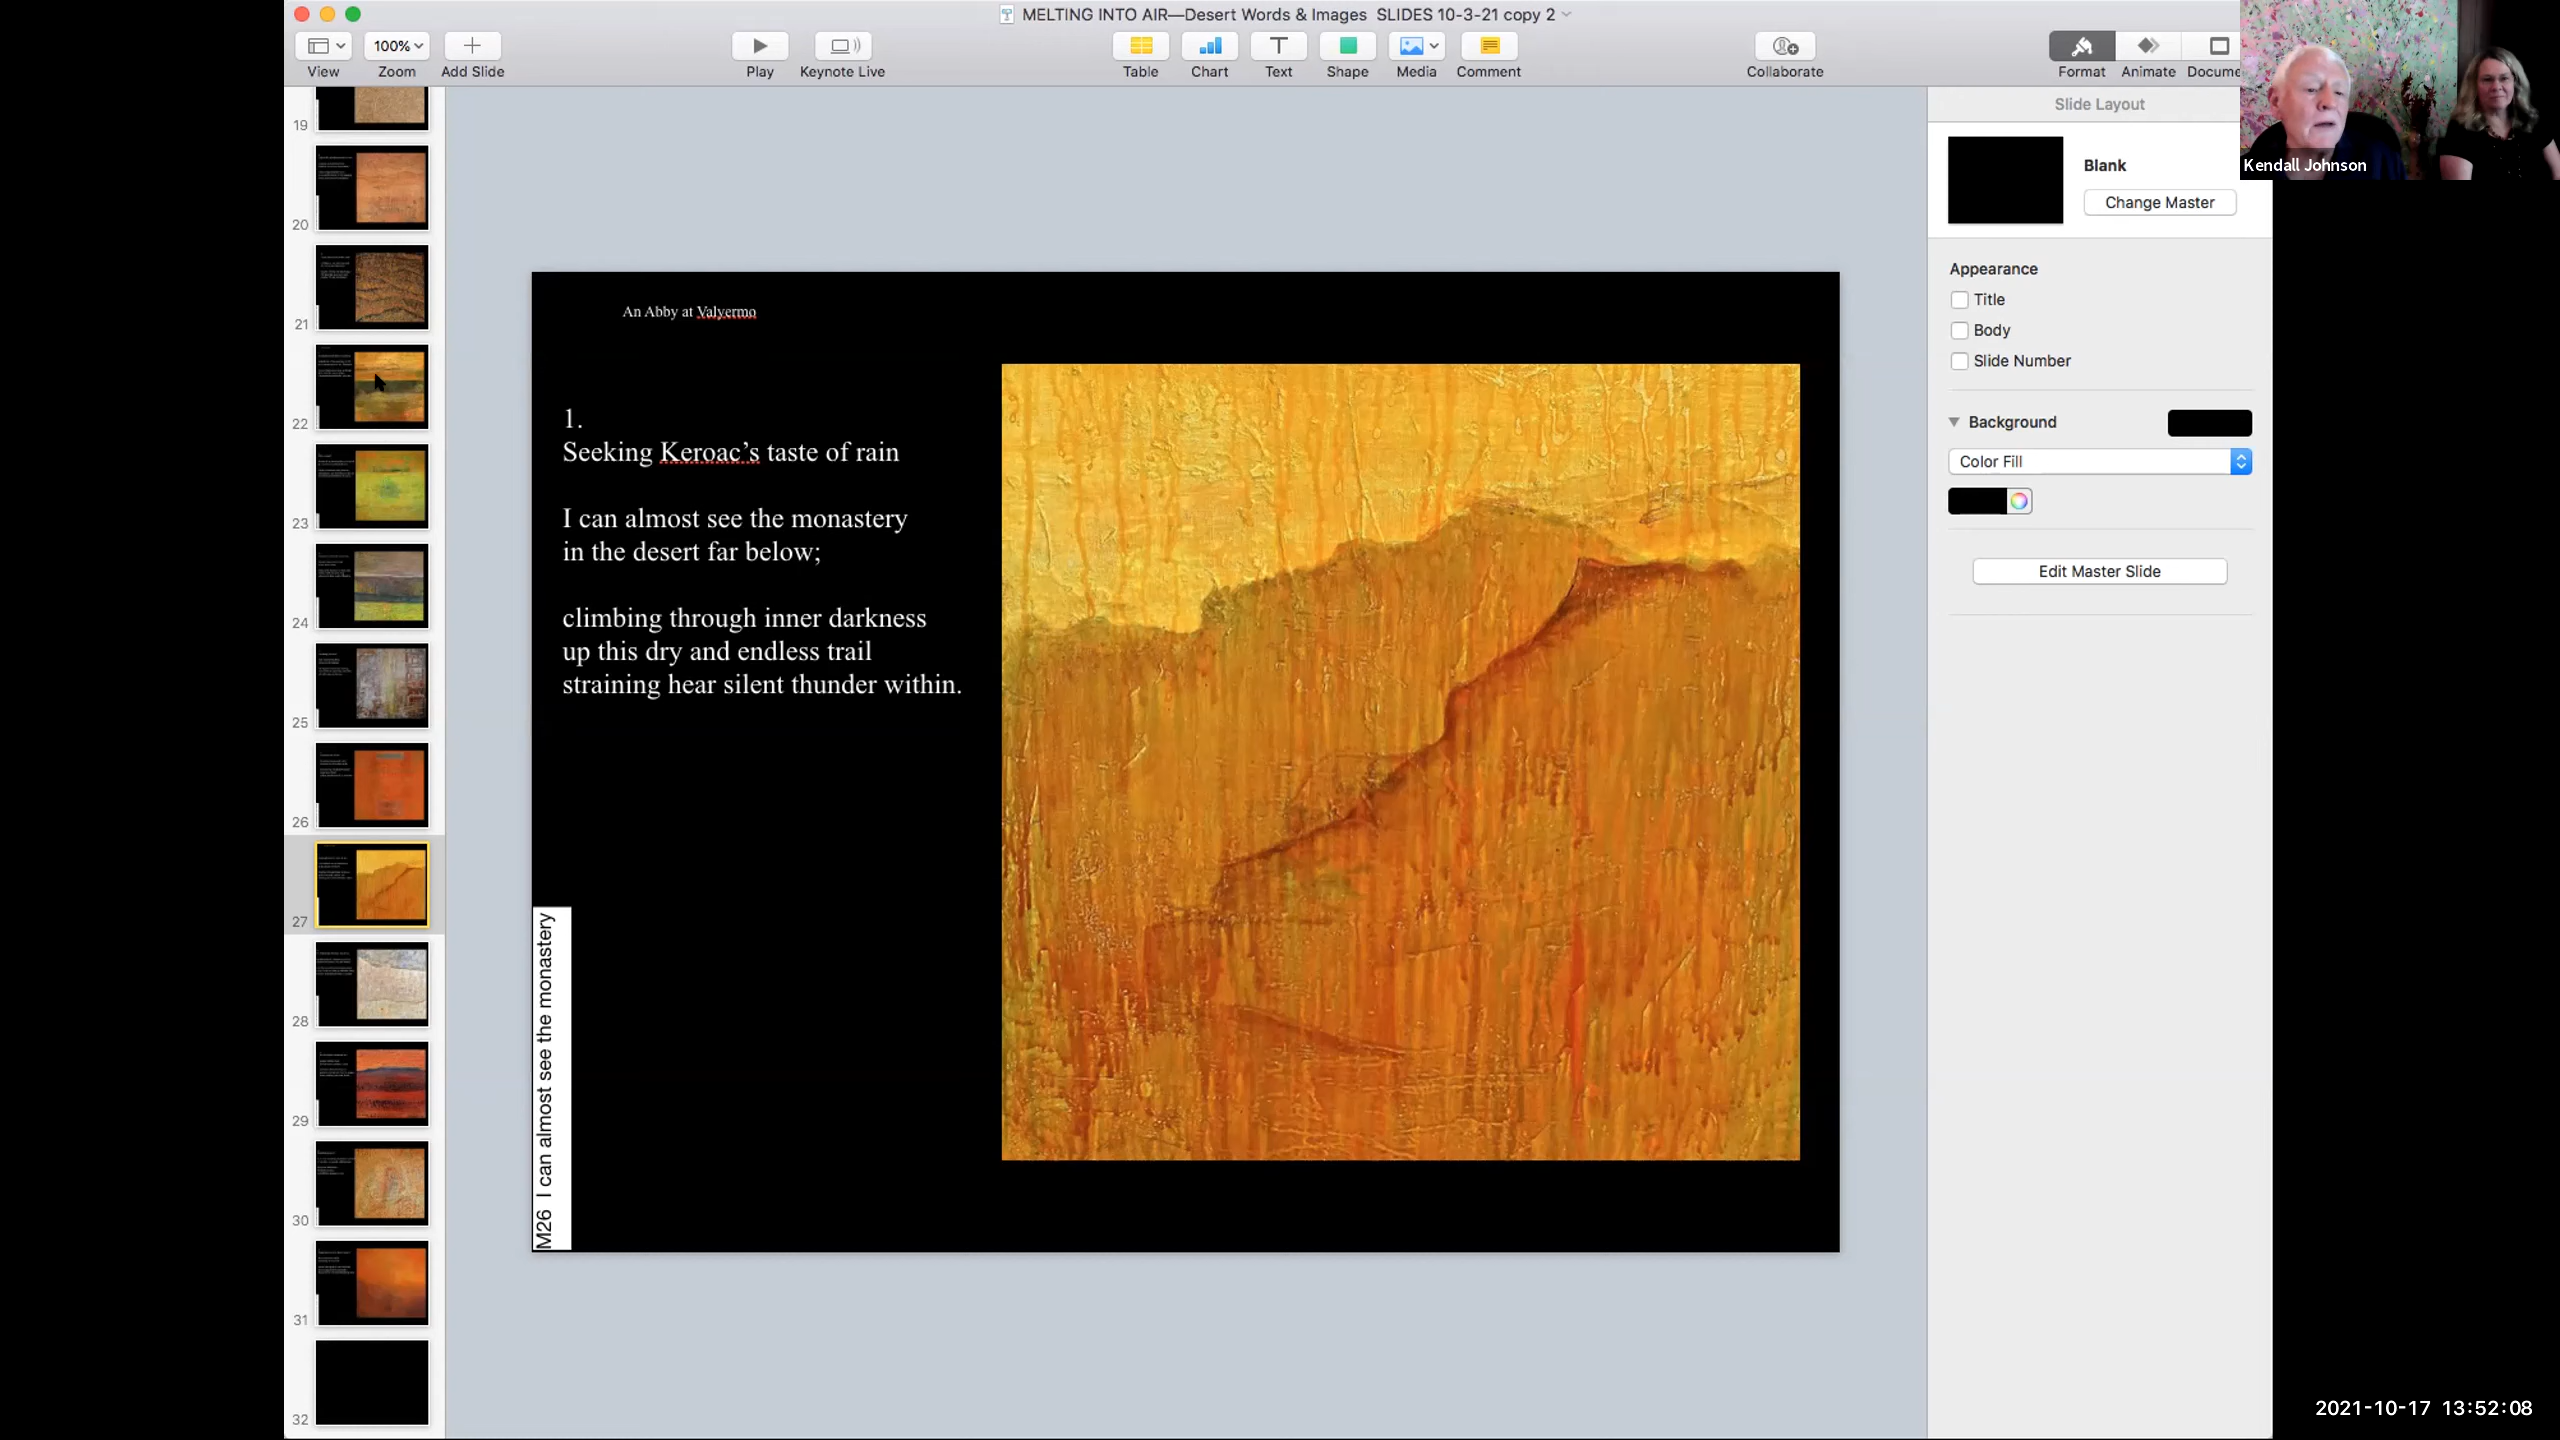 MELTING INTO AIR—Desert Words & Images  SLIDES 10-3-21 copy 2
100%
View
Zoom
Add Slide
Play
Keynote Live
Table
Chart
Text
Shape
Media
Comment
Collaborate
Format
Animate
Docume
Kendall Johnson
19
20
21
22
23
24
25
26
27
28
29
30
31
32
An Abby at Valyermo
1.
Seeking Keroac’s taste of rain
I can almost see the monastery
in the desert far below;
climbing through inner darkness
up this dry and endless trail
straining hear silent thunder within.
M26  I can almost see the monastery
Slide Layout
Blank
Change Master
Appearance
Title
Body
Slide Number
Background
Color Fill
Edit Master Slide
2021-10-17 13:52:08